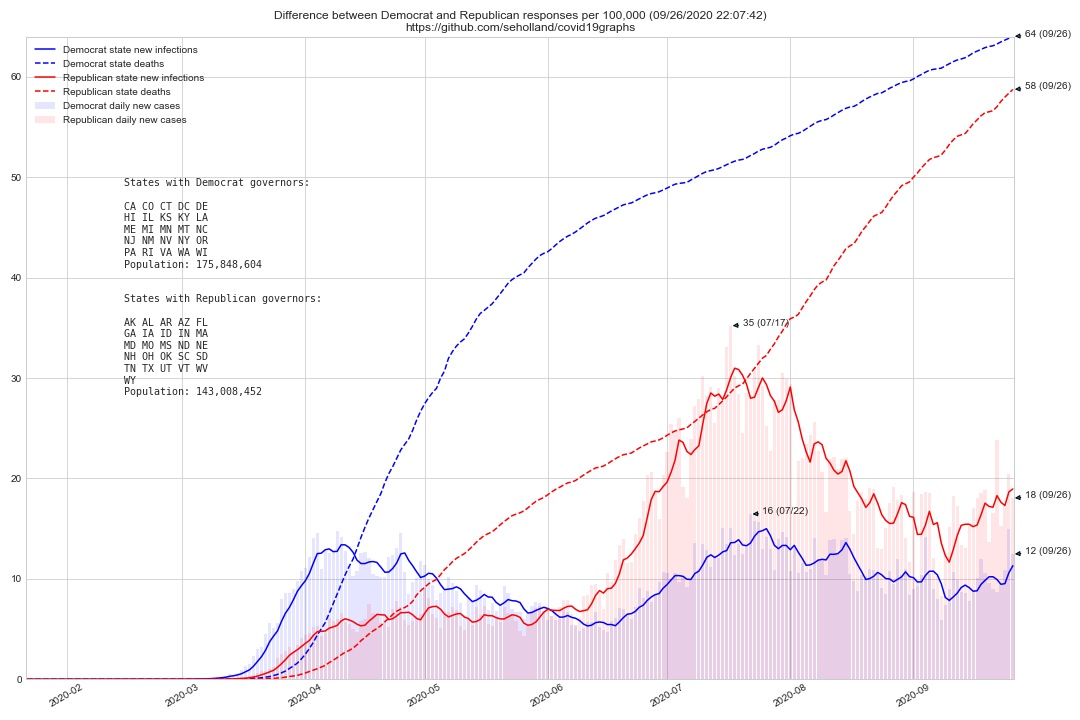 Difference between Democrat and Republican responses per 100,000 (09/26/2020 22:07:42)
https://github.com/seholland/covid19graphs
Democrat state new infections
Democrat state deaths
Republican state new infections
Republican state deaths
Democrat daily new cases
Republican daily new cases
States with Democrat governors:
CA CO CT DC DE
HI IL KS KY LA
ME MI MN MT NC
NJ NM NV NY OR
PA RI VA WA WI
Population: 175,848,604
States with Republican governors:
AK AL AR AZ FL
GA IA ID IN MA
MD MO MS ND NE
NH OH OK SC SD
TN TX UT VT WV
WY
Population: 143,008,452
64 (09/26)
58 (09/26)
35 (07/17)
16 (07/22)
18 (09/26)
12 (09/26)
60
50
40
30
20
10
0
2020-02
2020-03
2020-04
2020-05
2020-06
2020-07
2020-08
2020-09